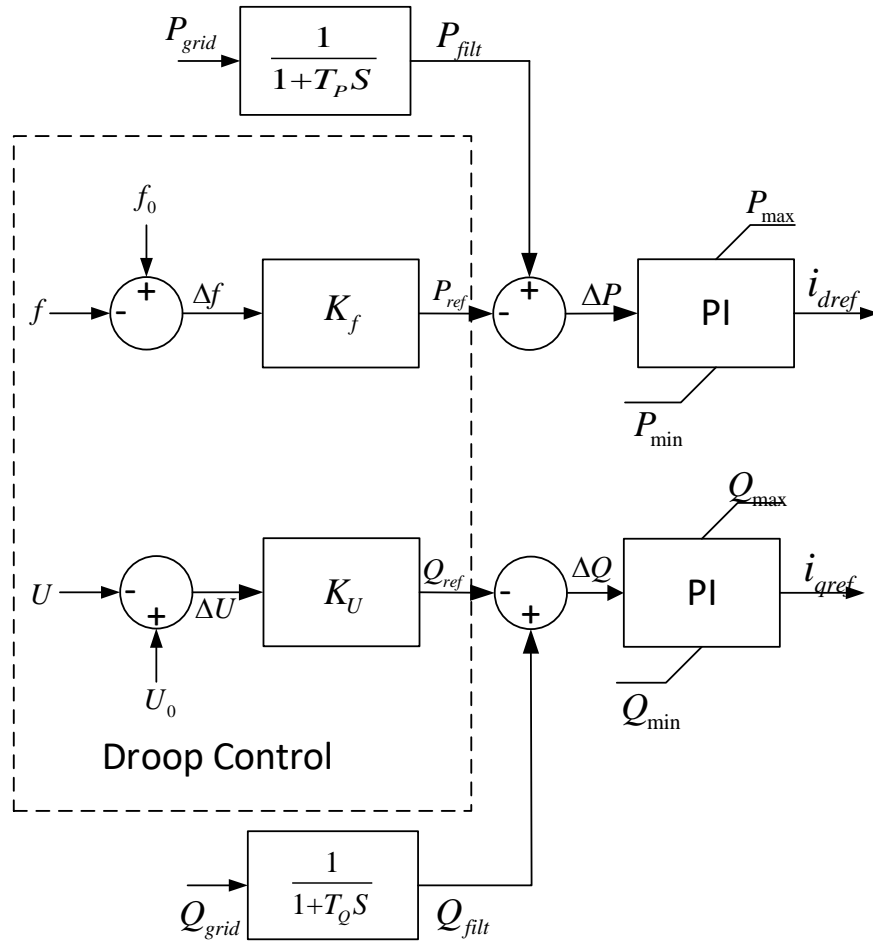 P_grid
1
1+T_P S
P_filt
f_0
+
f
-
Δf
K_f
P_ref
+
-
ΔP
P_max
PI
i_dref
P_min
Q_max
U
-
+
ΔU
K_U
Q_ref
-
+
ΔQ
PI
i_qref
U_0
Q_min
Droop Control
Q_grid
1
1+T_Q S
Q_filt